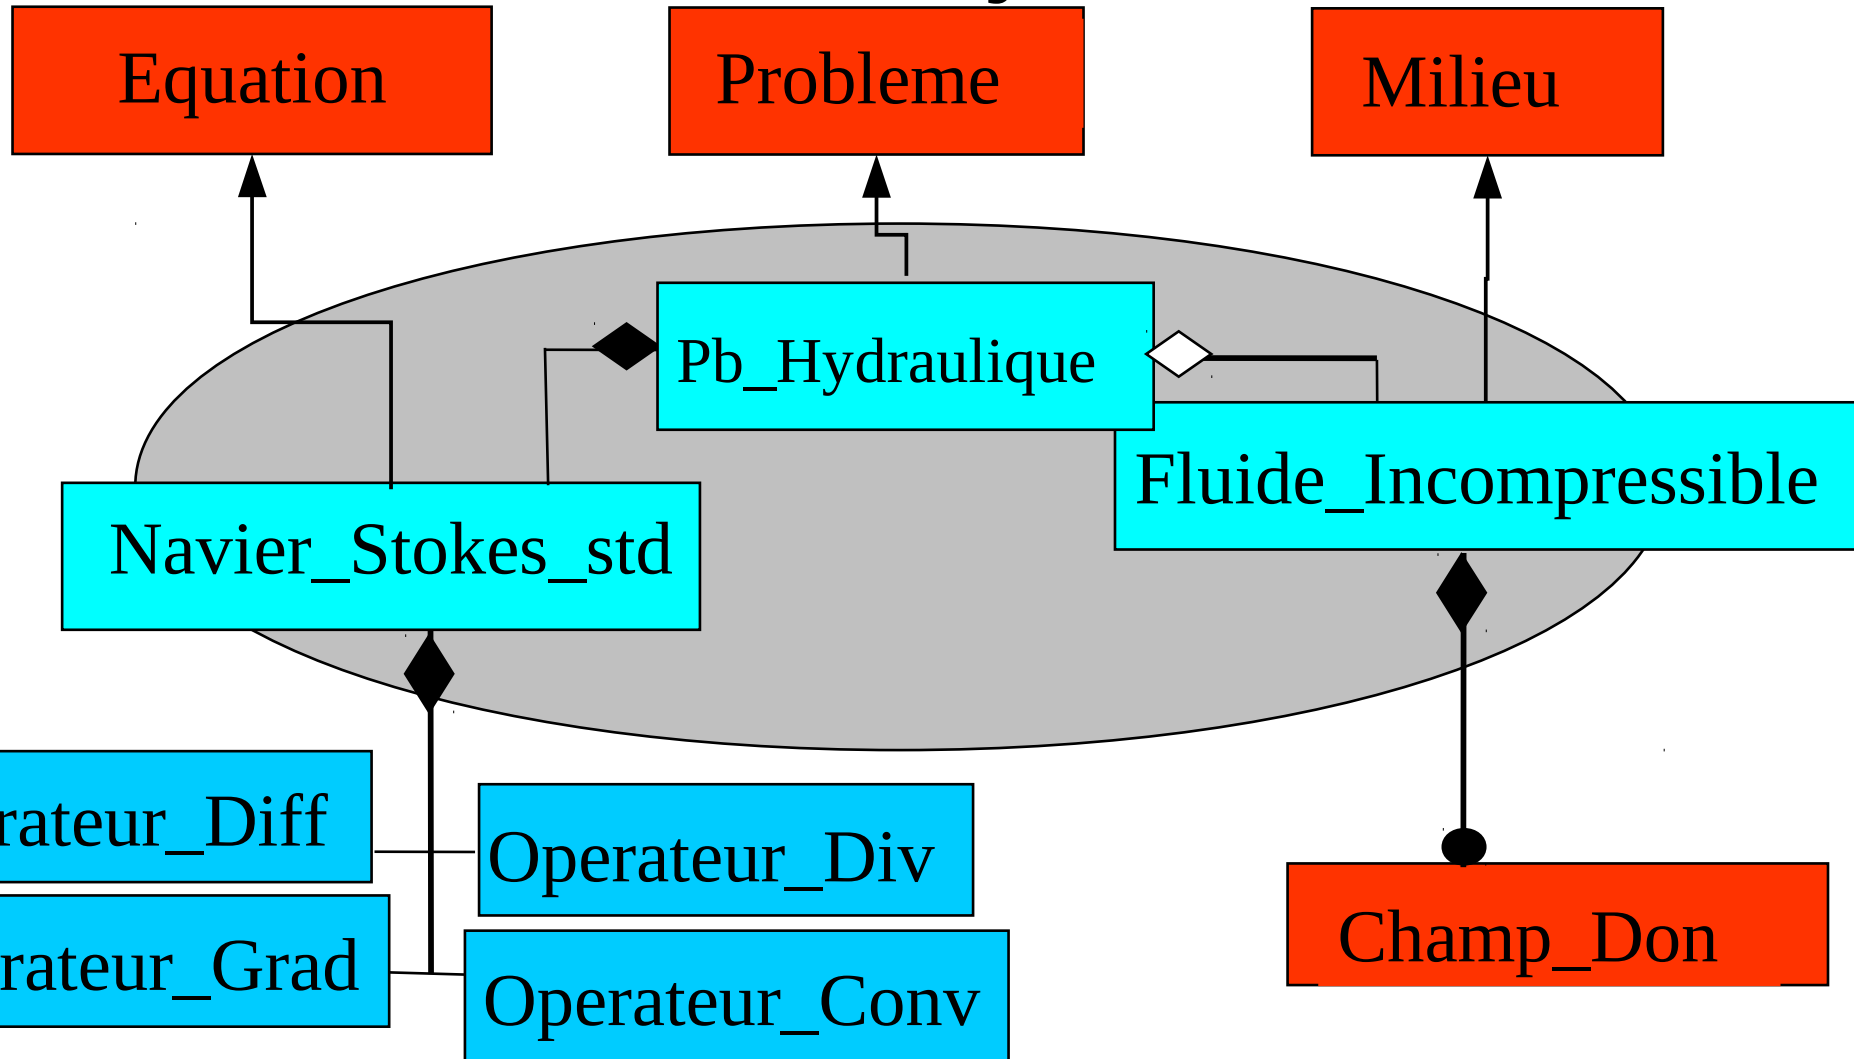 Equation
Probleme
Milieu
Pb_Hydraulique
Fluide_Incompressible
Navier_Stokes_std
rateur_Diff
Operateur_Div
Champ_Don
rateur_Grad
Operateur_Conv